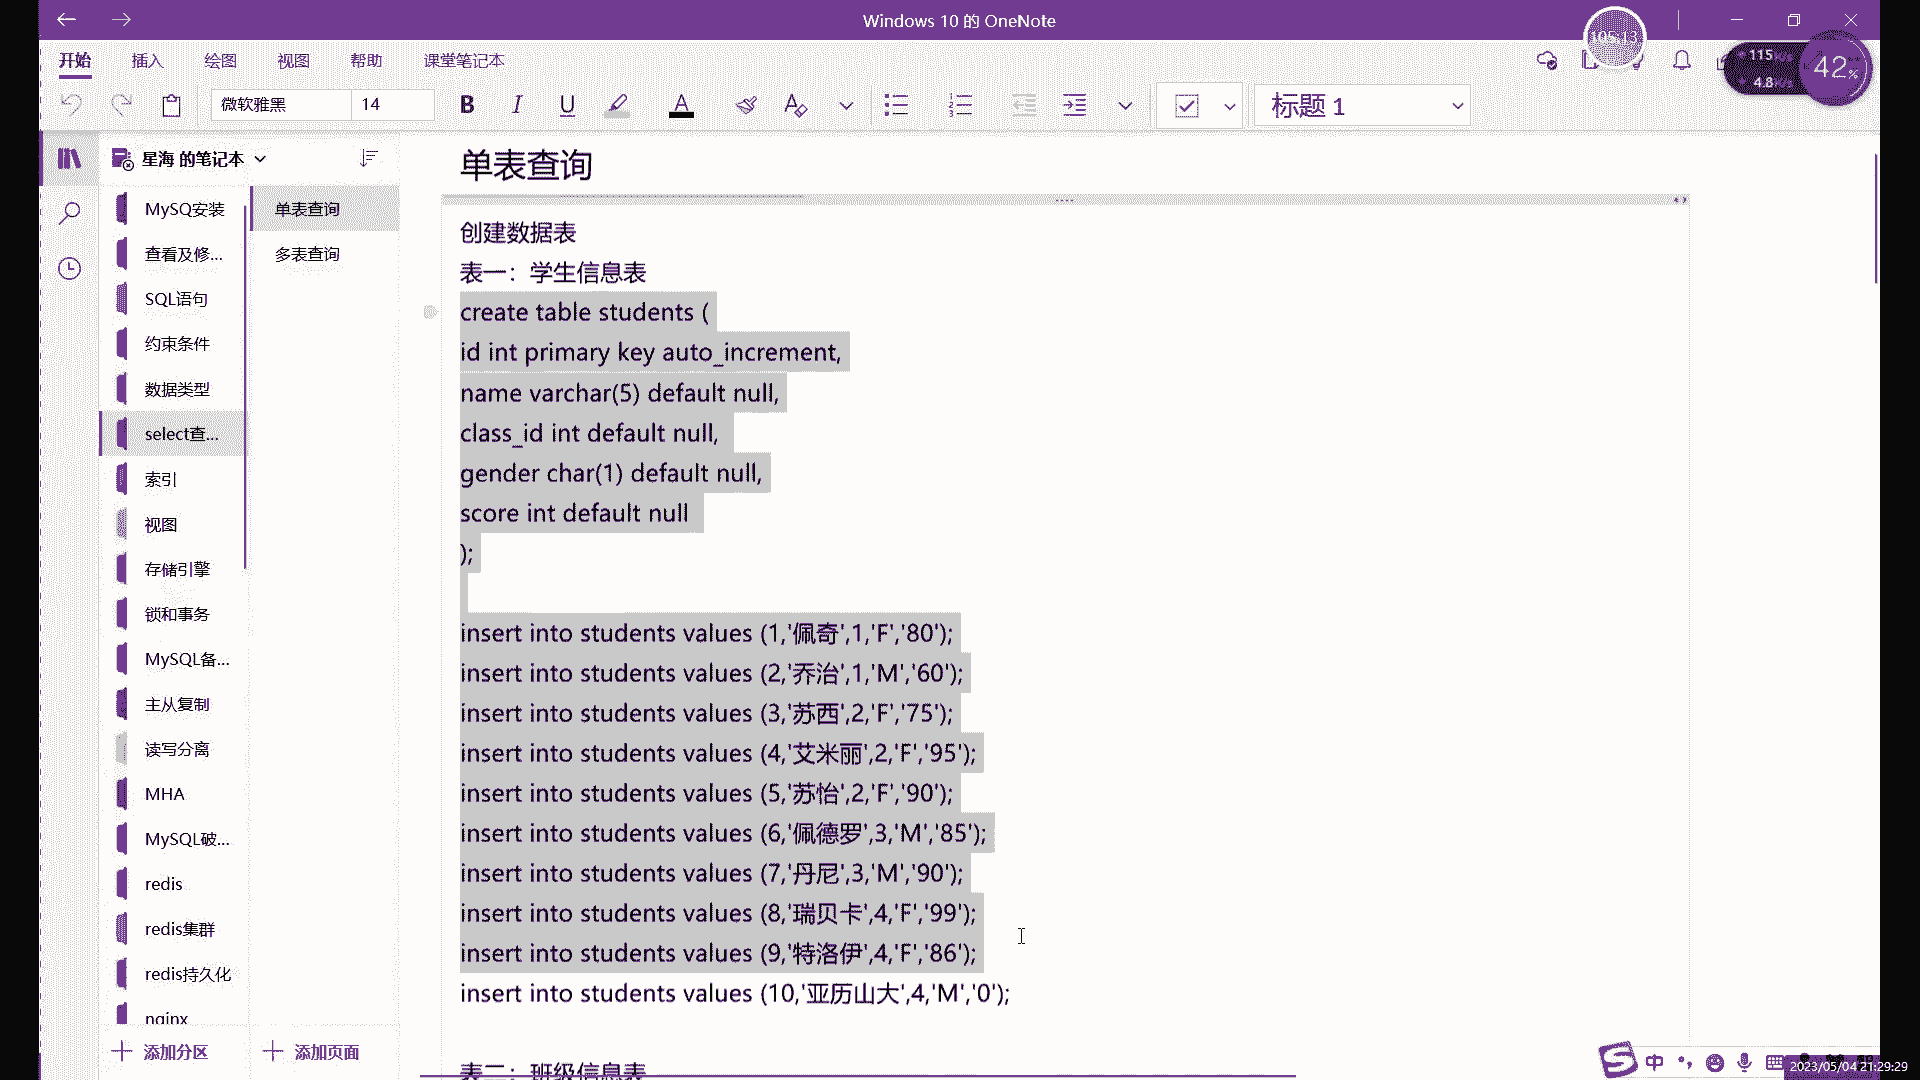 Windows 10 的 OneNote
开始 插入 绘图 视图 帮助 课堂笔记本
115
4.8
42%
微软雅黑 14 B I U A 标题 1
星海 的笔记本
MySQ安装
查看及修...
SQL语句
约束条件
数据类型
select查...
索引
视图
存储引擎
锁和事务
MySQL备...
主从复制
读写分离
MHA
MySQL破...
redis
redis集群
redis持久化
nginx
添加分区
单表查询
多表查询
添加页面
单表查询
创建数据表
表一：学生信息表
create table students (
id int primary key auto_increment,
name varchar(5) default null,
class_id int default null,
gender char(1) default null,
score int default null
);
insert into students values (1,'佩奇',1,'F','80');
insert into students values (2,'乔治',1,'M','60');
insert into students values (3,'苏西',2,'F','75');
insert into students values (4,'艾米丽',2,'F','95');
insert into students values (5,'苏怡',2,'F','90');
insert into students values (6,'佩德罗',3,'M','85');
insert into students values (7,'丹尼',3,'M','90');
insert into students values (8,'瑞贝卡',4,'F','99');
insert into students values (9,'特洛伊',4,'F','86');
insert into students values (10,'亚历山大',4,'M','0');
表二：班级信息表
中
2023/05/04 21:29:29